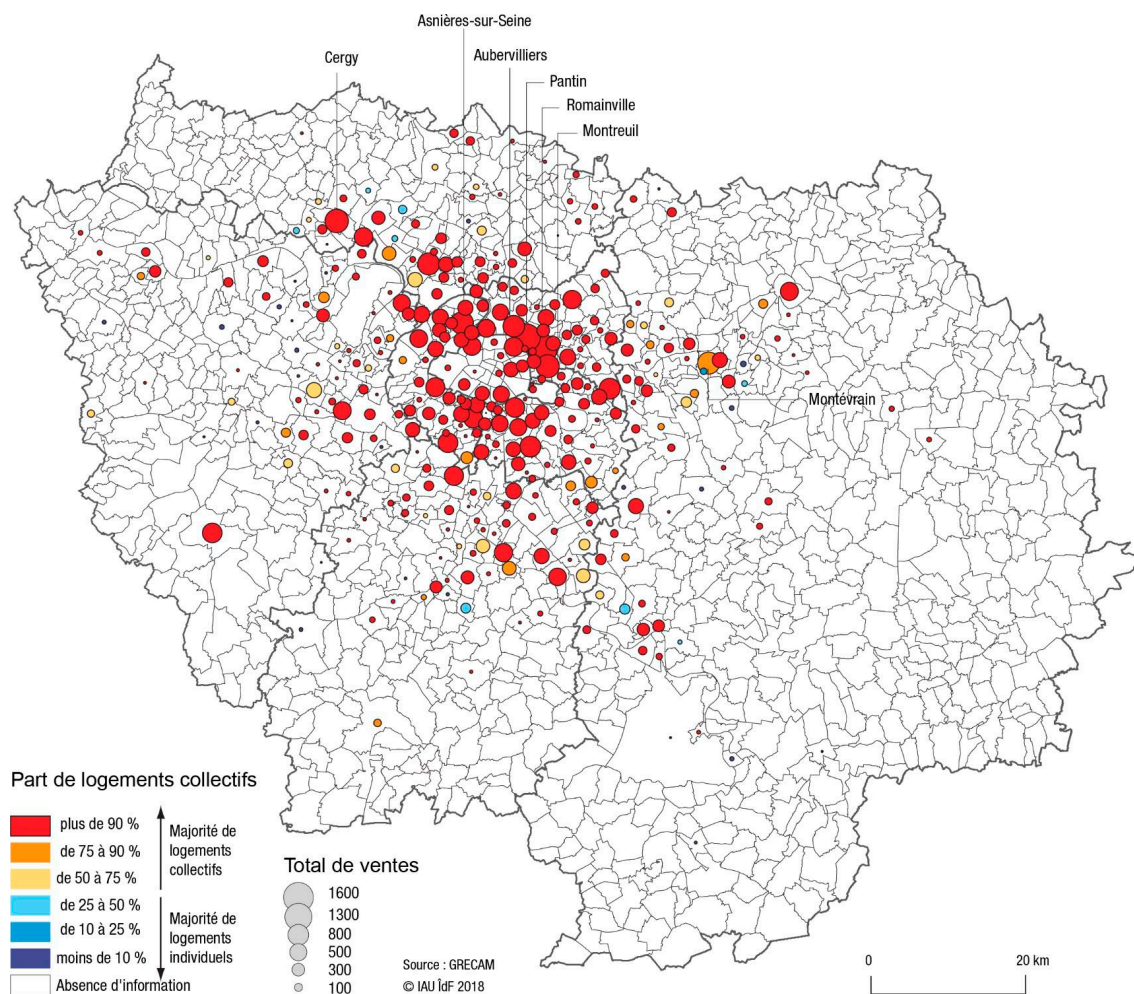 Asnières-sur-Seine
Cergy
Aubervilliers
Pantin
Romainville
Montreuil
Montévrain
Part de logements collectifs
plus de 90 %
de 75 à 90 %
de 50 à 75 %
de 25 à 50 %
de 10 à 25 %
moins de 10 %
Absence d'information
Majorité de
logements
collectifs
Majorité de
logements
individuels
Total de ventes
1600
1300
800
500
300
100
Source : GRECAM
© IAU ÎdF 2018
0
20 km